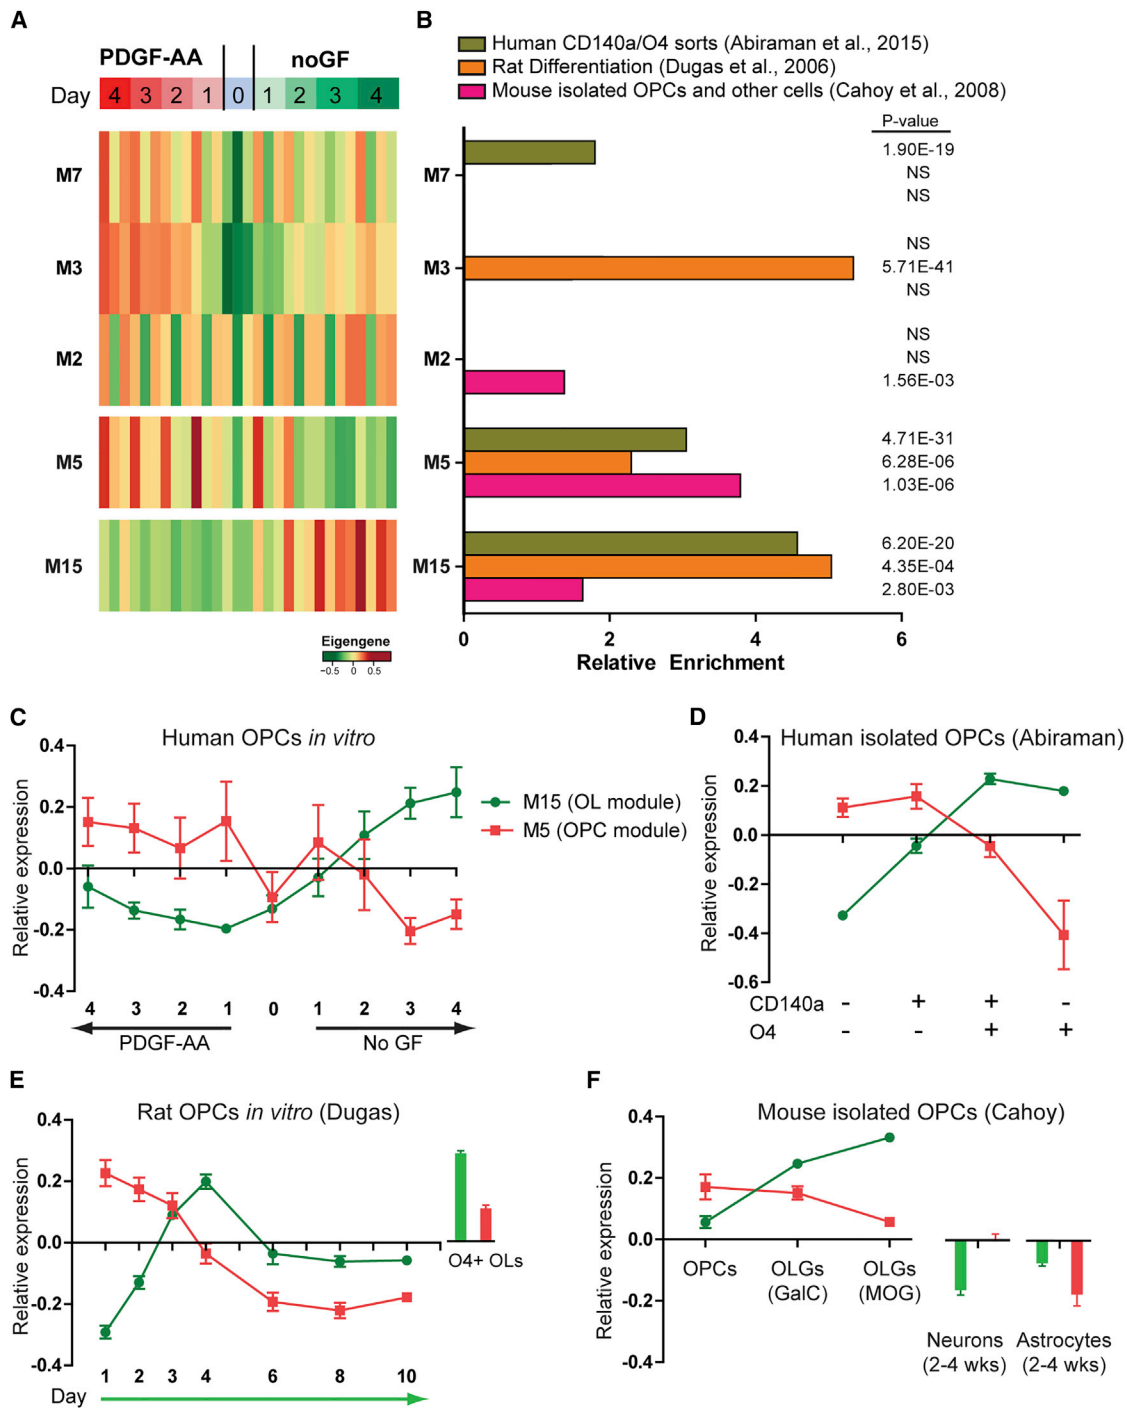 A
PDGF-AA noGF
Day 4 3 2 1 0 1 2 3 4
M7
M3
M2
M5
M15
Eigengene
−0.5 0 0.5
B
Human CD140a/O4 sorts (Abiraman et al., 2015)
Rat Differentiation (Dugas et al., 2006)
Mouse isolated OPCs and other cells (Cahoy et al., 2008)
P-value
1.90E-19
M7 NS
NS
NS
M3 5.71E-41
NS
NS
M2 NS
1.56E-03
4.71E-31
M5 6.28E-06
1.03E-06
6.20E-20
M15 4.35E-04
2.80E-03
0 2 4 6
Relative Enrichment
C
Human OPCs in vitro
Relative expression
0.4
0.2
0.0
-0.2
-0.4
4 3 2 1 0 1 2 3 4
PDGF-AA No GF
M15 (OL module)
M5 (OPC module)
D
Human isolated OPCs (Abiraman)
Relative expression
0.4
0.2
0.0
-0.2
-0.4
-0.6
CD140a - + + -
O4 - - + +
E
Rat OPCs in vitro (Dugas)
Relative expression
0.4
0.2
0.0
-0.2
-0.4
O4+ OLs
1 2 3 4 6 8 10
Day
F
Mouse isolated OPCs (Cahoy)
Relative expression
0.4
0.2
0.0
-0.2
-0.4
OPCs OLGs OLGs
(GalC) (MOG)
Neurons Astrocytes
(2-4 wks) (2-4 wks)